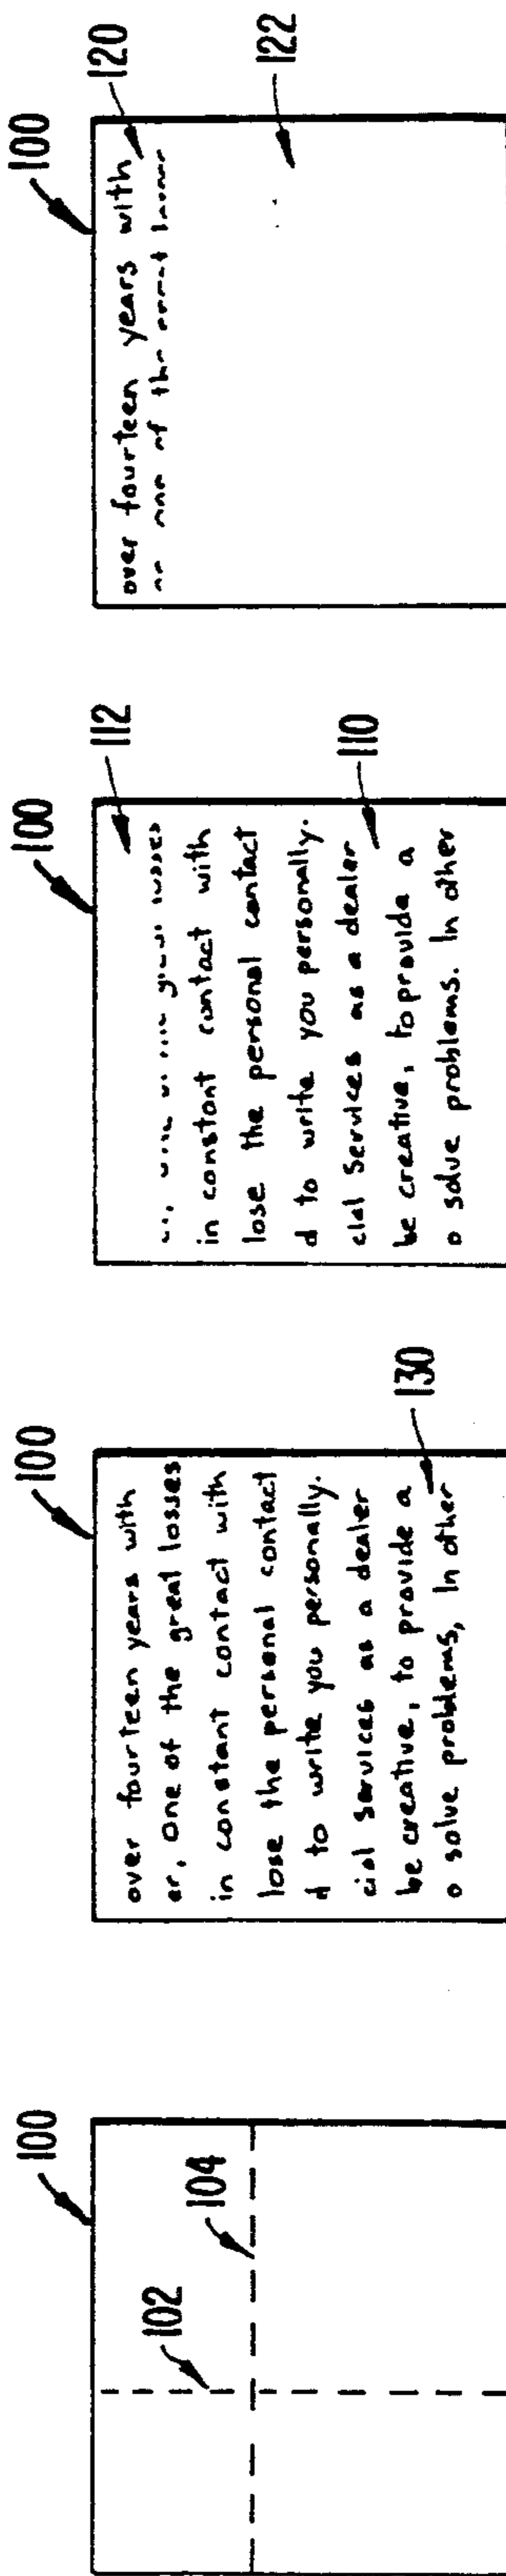 100
102
104
100
over fourteen years with
er, one of the great losses
in constant contact with
lose the personal contact
d to write you personally.
cial services as a dealer
be creative, to provide a
o solve problems, In other
130
100
112
losses
in constant contact with
lose the personal contact
d to write you personally.
cial services as a dealer
be creative, to provide a
o solve problems. In other
110
100
over fourteen years with
of
120
122